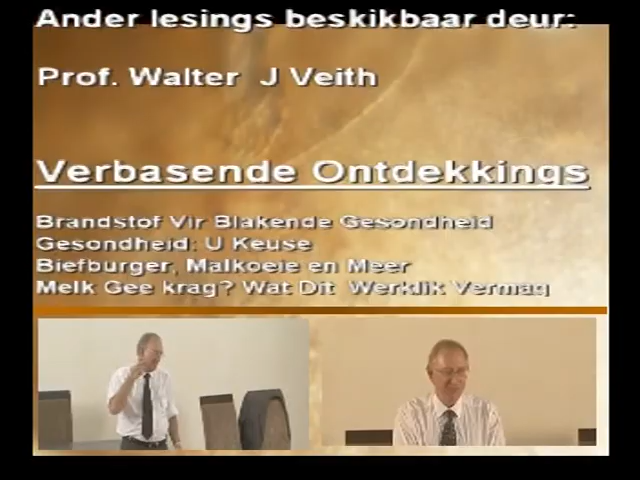 Ander lesings beskikbaar deur:
Prof. Walter J Veith
Verbasende Ontdekkings
Brandstof Vir Blakende Gesondheid
Gesondheid: U Keuse
Biefburger, Malkoeie en Meer
Melk Gee krag? Wat Dit Werklik Vermag